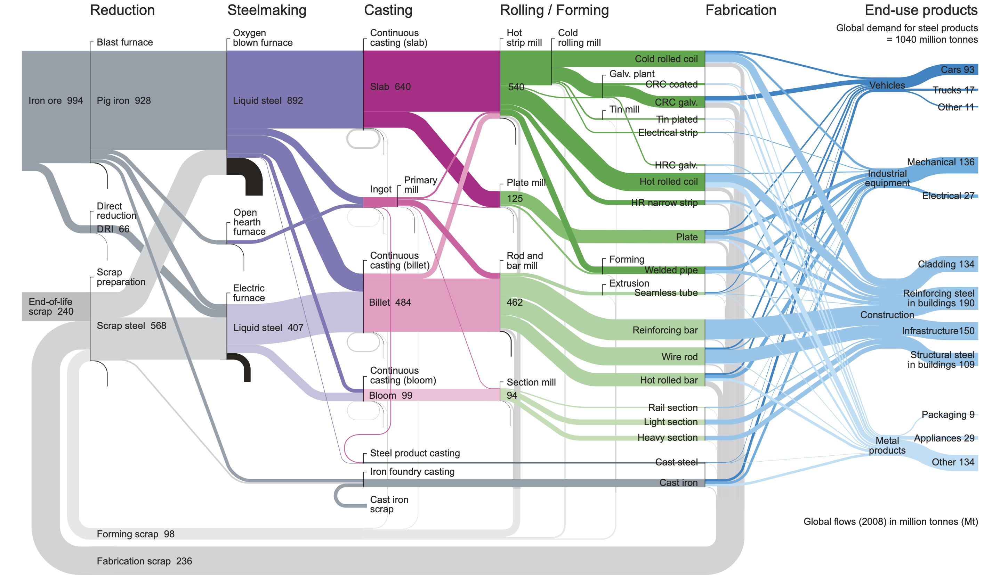 Reduction
Steelmaking
Casting
Rolling / Forming
Fabrication
End-use products
Global demand for steel products
= 1040 million tonnes
Blast furnace
Oxygen
blown furnace
Continuous
casting (slab)
Hot
strip mill
Cold
rolling mill
Iron ore 994
Pig iron 928
Liquid steel 892
Slab 640
540
Cold rolled coil
Galv. plant
CRC coated
CRC galv.
Tin mill
Tin plated
Electrical strip
Vehicles
Cars 93
Trucks 17
Other 11
HRC galv.
Hot rolled coil
HR narrow strip
Industrial
equipment
Mechanical 136
Electrical 27
Ingot
Primary
mill
Plate mill
125
Plate
Direct
reduction
DRI 66
Open
hearth
furnace
Forming
Welded pipe
Extrusion
Seamless tube
Scrap
preparation
Electric
furnace
Continuous
casting (billet)
Rod and
bar mill
End-of-life
scrap 240
Scrap steel 568
Liquid steel 407
Billet 484
462
Reinforcing bar
Wire rod
Hot rolled bar
Cladding 134
Reinforcing steel
in buildings 190
Construction
Infrastructure150
Structural steel
in buildings 109
Continuous
casting (bloom)
Bloom 99
Section mill
94
Rail section
Light section
Heavy section
Steel product casting
Cast steel
Iron foundry casting
Cast iron
Cast iron
scrap
Packaging 9
Metal
products
Appliances 29
Other 134
Global flows (2008) in million tonnes (Mt)
Forming scrap 98
Fabrication scrap 236